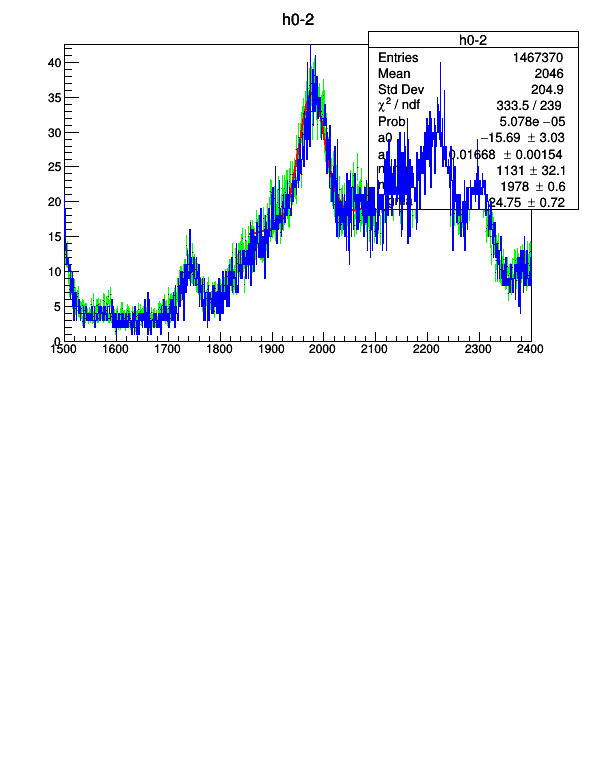 h0-2
h0-2
Entries 1467370
Mean 2046
Std Dev 204.9
χ² / ndf 333.5 / 239
Prob 5.078e −05
a0 −15.69 ± 3.03
0.01668 ± 0.00154
1131 ± 32.1
1978 ± 0.6
24.75 ± 0.72
40
35
30
25
20
15
10
5
0
1500 1600 1700 1800 1900 2000 2100 2200 2300 2400